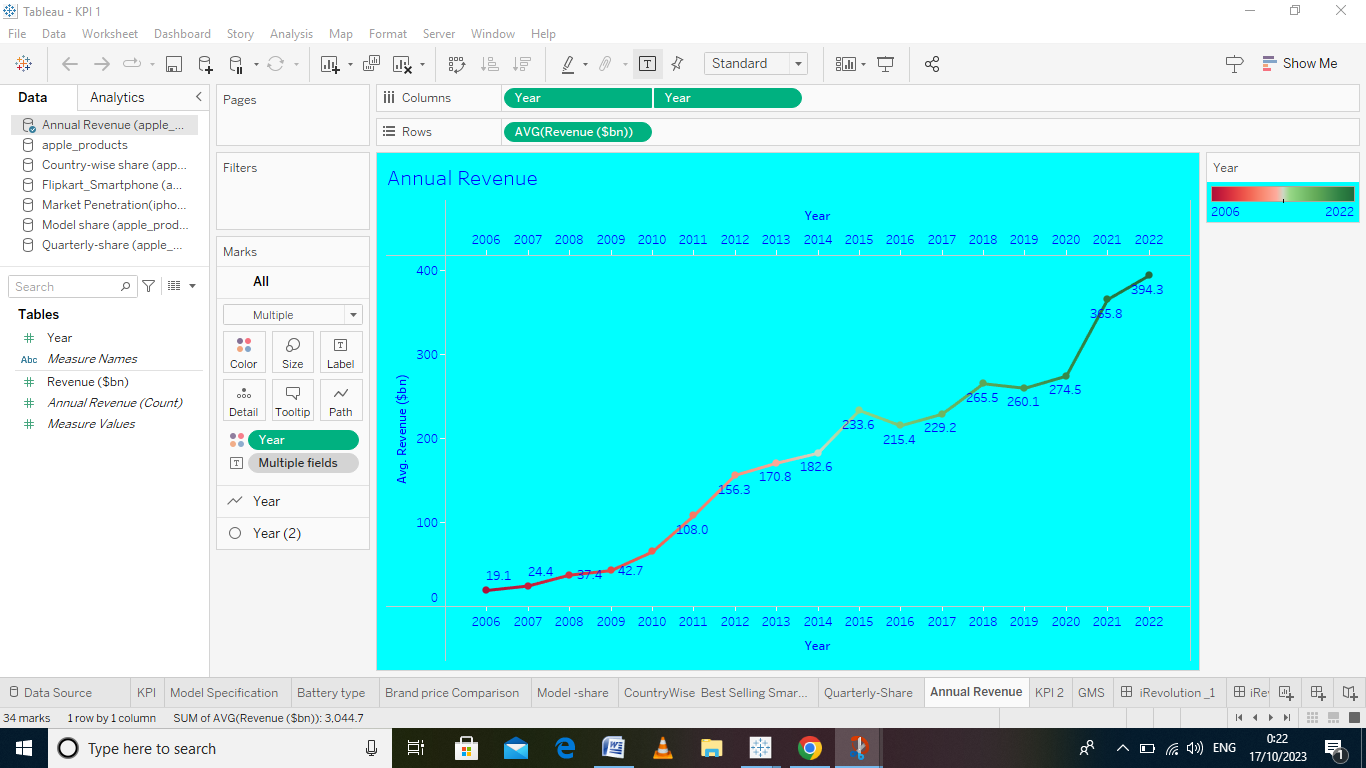 Tableau - KPI 1
File Data Worksheet Dashboard Story Analysis Map Format Server Window Help
Standard
Show Me
Data Analytics
Annual Revenue (apple_...
apple_products
Country-wise share (app...
Flipkart_Smartphone (a...
Market Penetration(ipho...
Model share (apple_prod...
Quarterly-share (apple_...
Search
Tables
Year
Abc Measure Names
Revenue ($bn)
Annual Revenue (Count)
Measure Values
Pages
Filters
Marks
All
Multiple
Color Size Label
Detail Tooltip Path
Year
Multiple fields
Year
Year (2)
Columns Year Year
Rows AVG(Revenue ($bn))
Annual Revenue
Year
2006 2007 2008 2009 2010 2011 2012 2013 2014 2015 2016 2017 2018 2019 2020 2021 2022
Avg. Revenue ($bn)
400
300
200
100
0
19.1
24.4
37.4
42.7
108.0
156.3
170.8
182.6
233.6
215.4
229.2
265.5
260.1
274.5
365.8
394.3
2006 2007 2008 2009 2010 2011 2012 2013 2014 2015 2016 2017 2018 2019 2020 2021 2022
Year
Year
2006 2022
Data Source KPI Model Specification Battery type Brand price Comparison Model -share CountryWise Best Selling Smar... Quarterly-Share Annual Revenue KPI 2 GMS iRevolution _1 iRe
34 marks 1 row by 1 column SUM of AVG(Revenue ($bn)): 3,044.7
Type here to search
ENG
0:22
17/10/2023
1